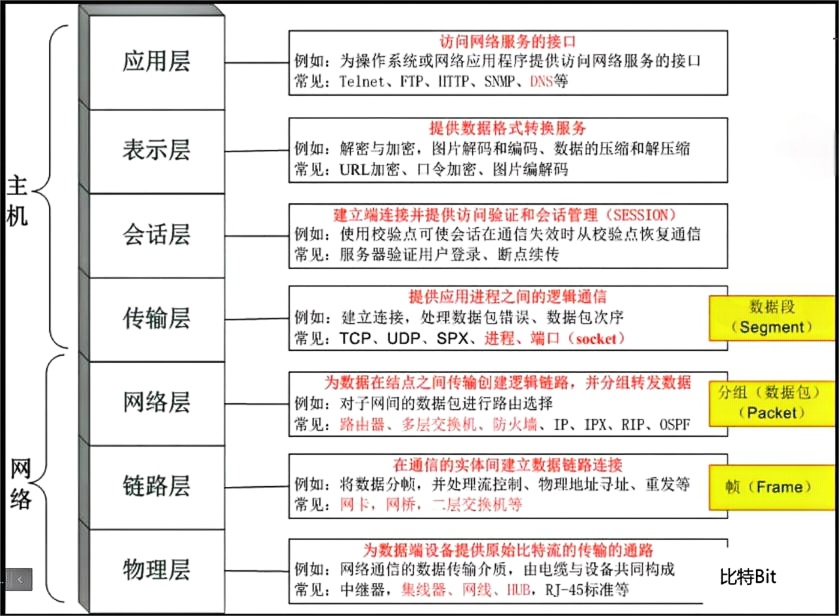 应用层
访问网络服务的接口
例如：为操作系统或网络应用程序提供访问网络服务的接口
常见：Telnet、FTP、HTTP、SNMP、DNS等
表示层
提供数据格式转换服务
例如：解密与加密，图片解码和编码、数据的压缩和解压缩
常见：URL加密、口令加密、图片编解码
主机
会话层
建立端连接并提供访问验证和会话管理（SESSION）
例如：使用校验点可使会话在通信失效时从校验点恢复通信
常见：服务器验证用户登录、断点续传
传输层
提供应用进程之间的逻辑通信
例如：建立连接，处理数据包错误、数据包次序
常见：TCP、UDP、SPX、进程、端口（socket）
数据段
（Segment）
网络层
为数据在结点之间传输创建逻辑链路，并分组转发数据
例如：对子网间的数据包进行路由选择
常见：路由器、多层交换机、防火墙、IP、IPX、RIP、OSPF
分组（数据包）
（Packet）
网络
链路层
在通信的实体间建立数据链路连接
例如：将数据分帧，并处理流控制、物理地址寻址、重发等
常见：网卡，网桥，二层交换机等
帧（Frame）
物理层
为数据端设备提供原始比特流的传输的通路
例如：网络通信的数据传输介质，由电缆与设备共同构成
常见：中继器，集线器、网线、HUB，RJ-45标准等
比特Bit